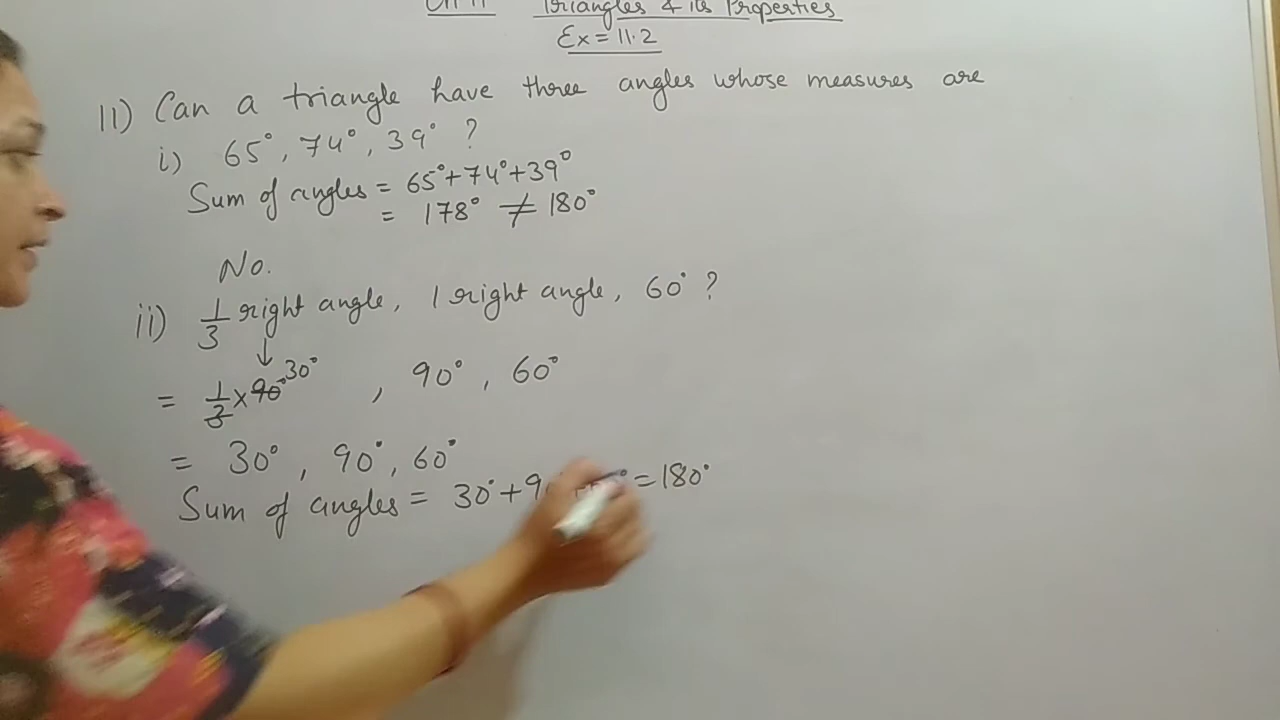 Triangles & its Properties
Ex = 11.2
11) Can a triangle have three angles whose measures are
i) 65°, 74°, 39° ?
Sum of angles = 65°+74°+39°
= 178° ≠ 180°
No.
ii) 1/3 right angle, 1 right angle, 60° ?
↓
= 1/3 × 90° 30° , 90° , 60°
= 30° , 90° , 60°
Sum of angles = 30°+9 = 180°